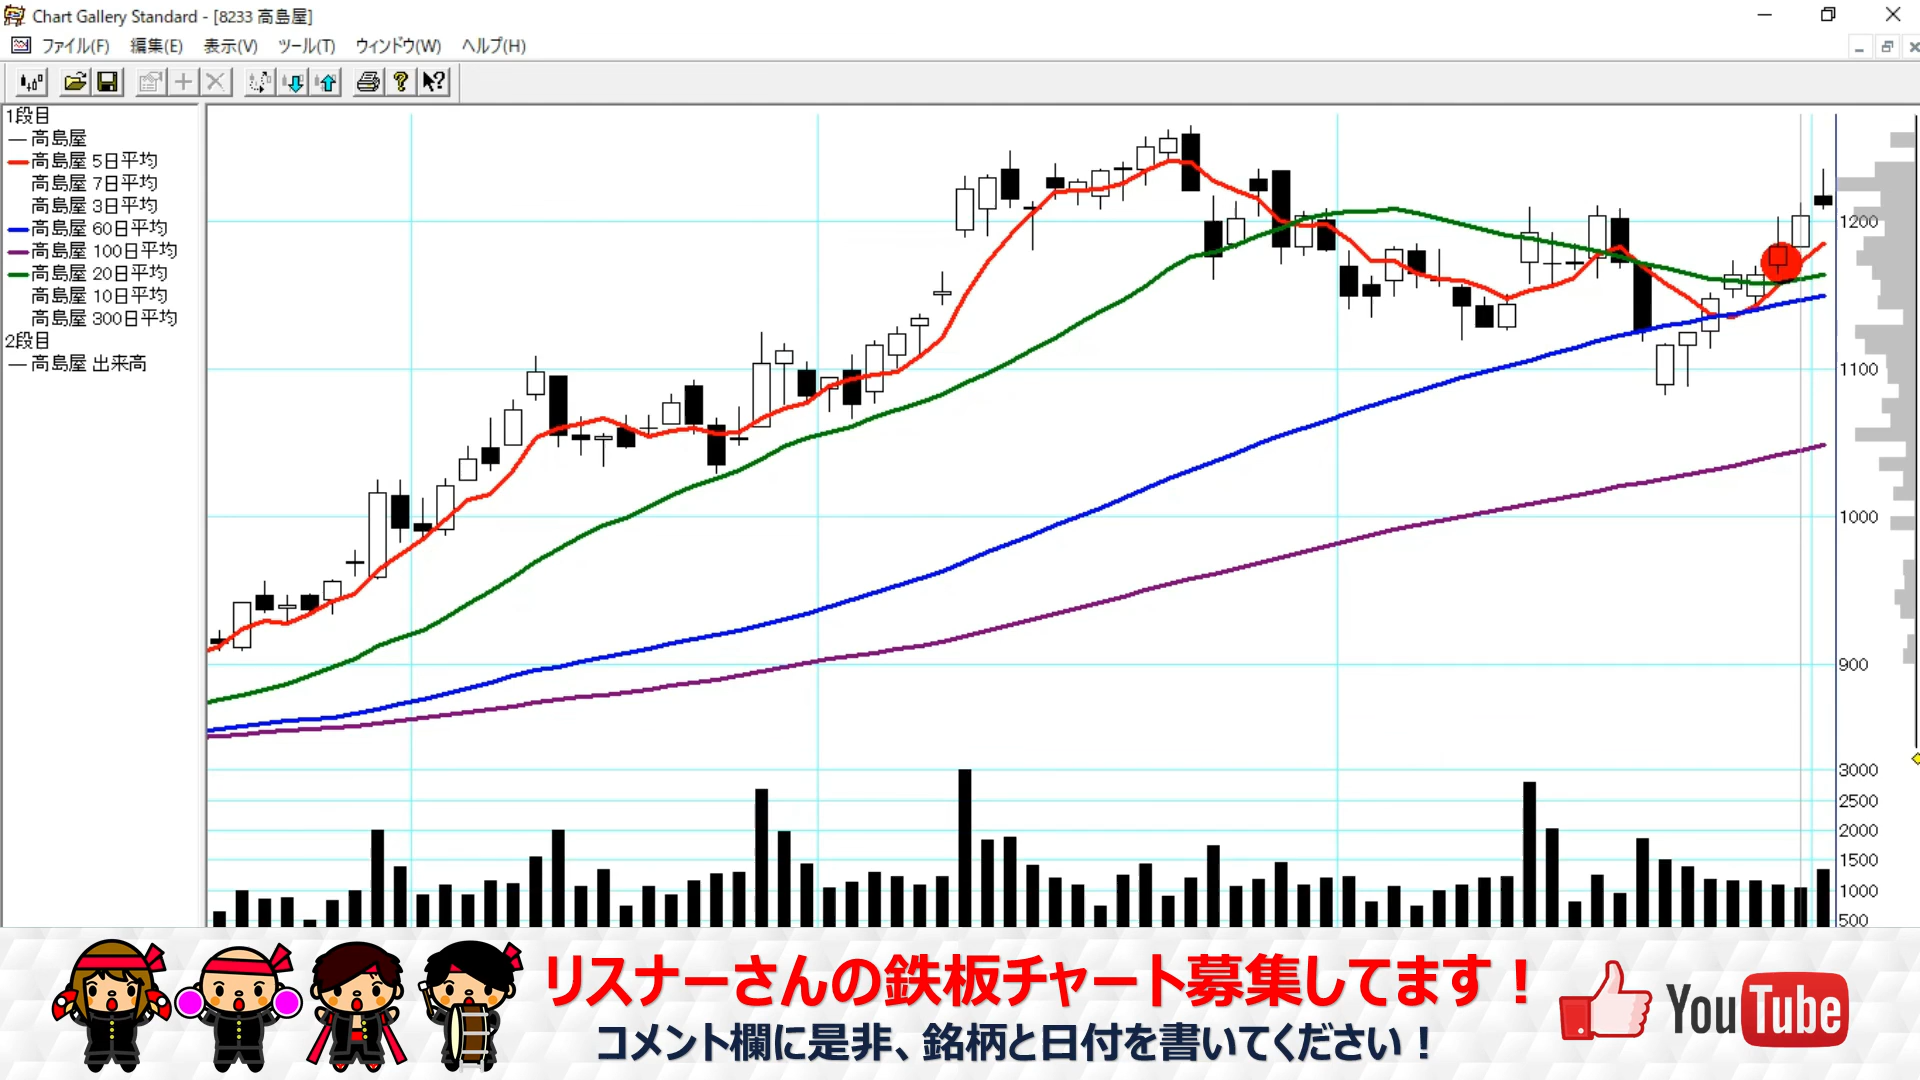 Chart Gallery Standard - [8233 高島屋]
ファイル(F) 編集(E) 表示(V) ツール(T) ウィンドウ(W) ヘルプ(H)
1段目
高島屋
高島屋 5日平均
高島屋 7日平均
高島屋 3日平均
高島屋 60日平均
高島屋 100日平均
高島屋 20日平均
高島屋 10日平均
高島屋 300日平均
2段目
高島屋 出来高
1200
1100
1000
900
3000
2500
2000
1500
1000
500
リスナーさんの鉄板チャート募集してます！
コメント欄に是非、銘柄と日付を書いてください！
YouTube